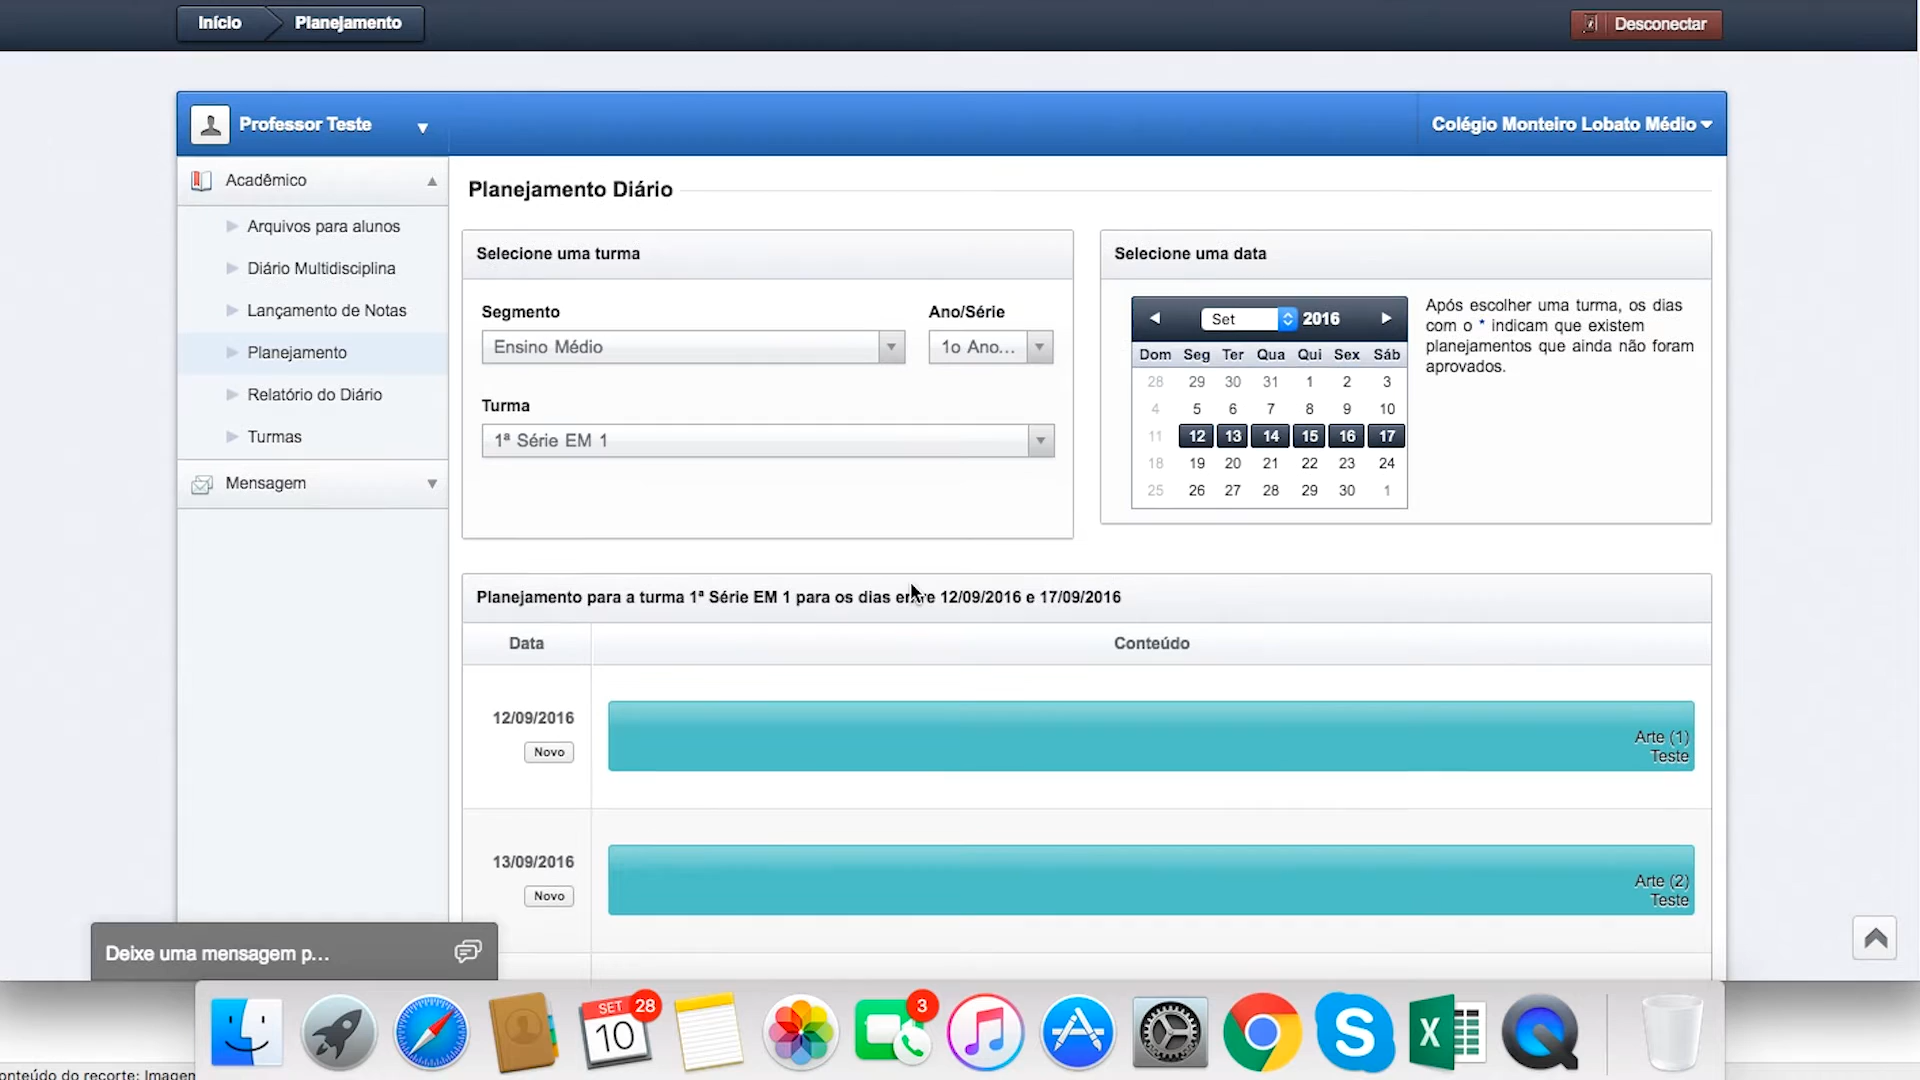 Início Planejamento Desconectar
Professor Teste Colégio Monteiro Lobato Médio
Acadêmico
Arquivos para alunos
Diário Multidisciplina
Lançamento de Notas
Planejamento
Relatório do Diário
Turmas
Mensagem
Planejamento Diário
Selecione uma turma
Segmento Ano/Série
Ensino Médio 1o Ano...
Turma
1ª Série EM 1
Selecione uma data
Set 2016
Dom Seg Ter Qua Qui Sex Sáb
28 29 30 31 1 2 3
4 5 6 7 8 9 10
11 12 13 14 15 16 17
18 19 20 21 22 23 24
25 26 27 28 29 30 1
Após escolher uma turma, os dias
com o * indicam que existem
planejamentos que ainda não foram
aprovados.
Planejamento para a turma 1ª Série EM 1 para os dias entre 12/09/2016 e 17/09/2016
Data Conteúdo
12/09/2016
Novo
Arte (1)
Teste
13/09/2016
Novo
Arte (2)
Teste
Deixe uma mensagem p...
SET 28
10
3
S
X
onteúdo do recorte: Imagem